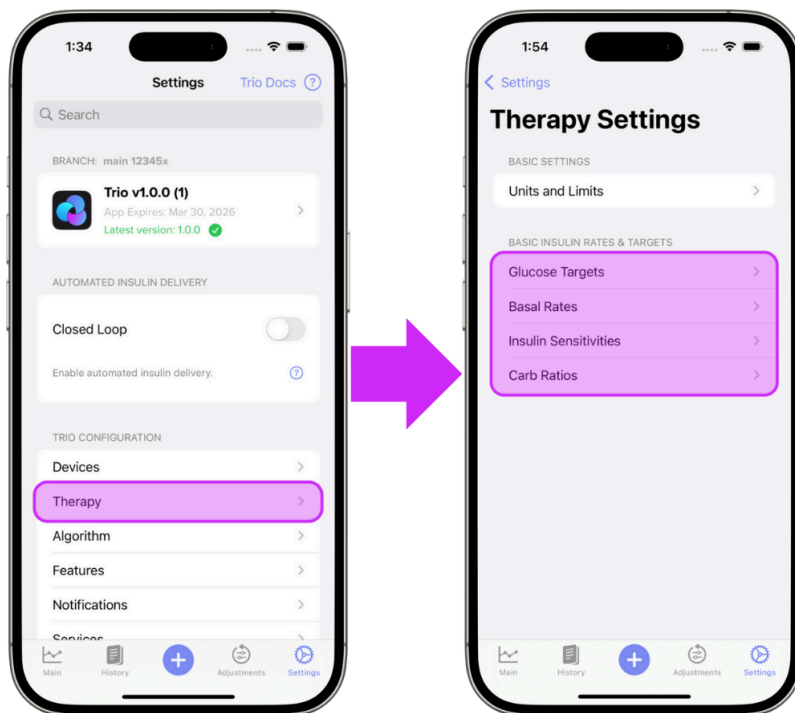 1:34
Settings
Trio Docs ?
Search
BRANCH: main 12345x
Trio v1.0.0 (1)
App Expires: Mar 30, 2026
Latest version: 1.0.0
AUTOMATED INSULIN DELIVERY
Closed Loop
Enable automated insulin delivery. ?
TRIO CONFIGURATION
Devices
Therapy
Algorithm
Features
Notifications
Services
Main
History
Adjustments
Settings
1:54
Settings
Therapy Settings
BASIC SETTINGS
Units and Limits
BASIC INSULIN RATES & TARGETS
Glucose Targets
Basal Rates
Insulin Sensitivities
Carb Ratios
Main
History
Adjustments
Settings